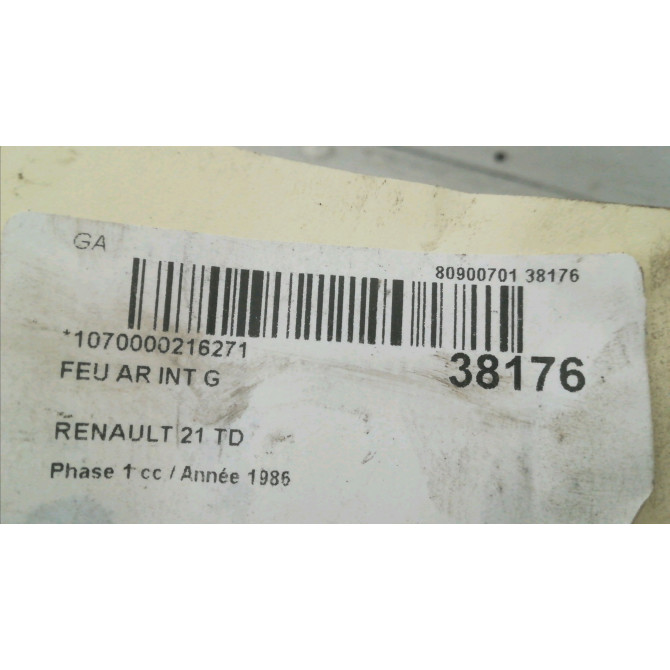 GA
80900701 38176
*1070000216271
38176
FEU AR INT G
RENAULT 21 TD
Phase 1 cc / Année 1986